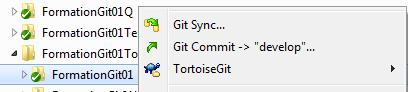 FormationGit01Q
FormationGit01Te
FormationGit01To
FormationGit01
Git Sync...
Git Commit -> "develop"...
TortoiseGit